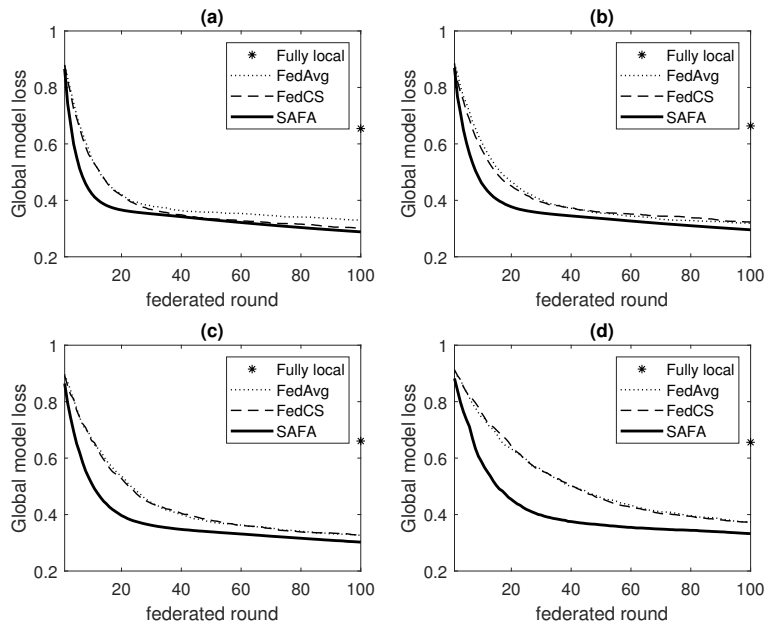 (a)
1
0.8
0.6
0.4
0.2
Global model loss
Fully local
FedAvg
FedCS
SAFA
20 40 60 80 100
federated round
(b)
1
0.8
0.6
0.4
0.2
Global model loss
Fully local
FedAvg
FedCS
SAFA
20 40 60 80 100
federated round
(c)
1
0.8
0.6
0.4
0.2
Global model loss
Fully local
FedAvg
FedCS
SAFA
20 40 60 80 100
federated round
(d)
1
0.8
0.6
0.4
0.2
Global model loss
Fully local
FedAvg
FedCS
SAFA
20 40 60 80 100
federated round